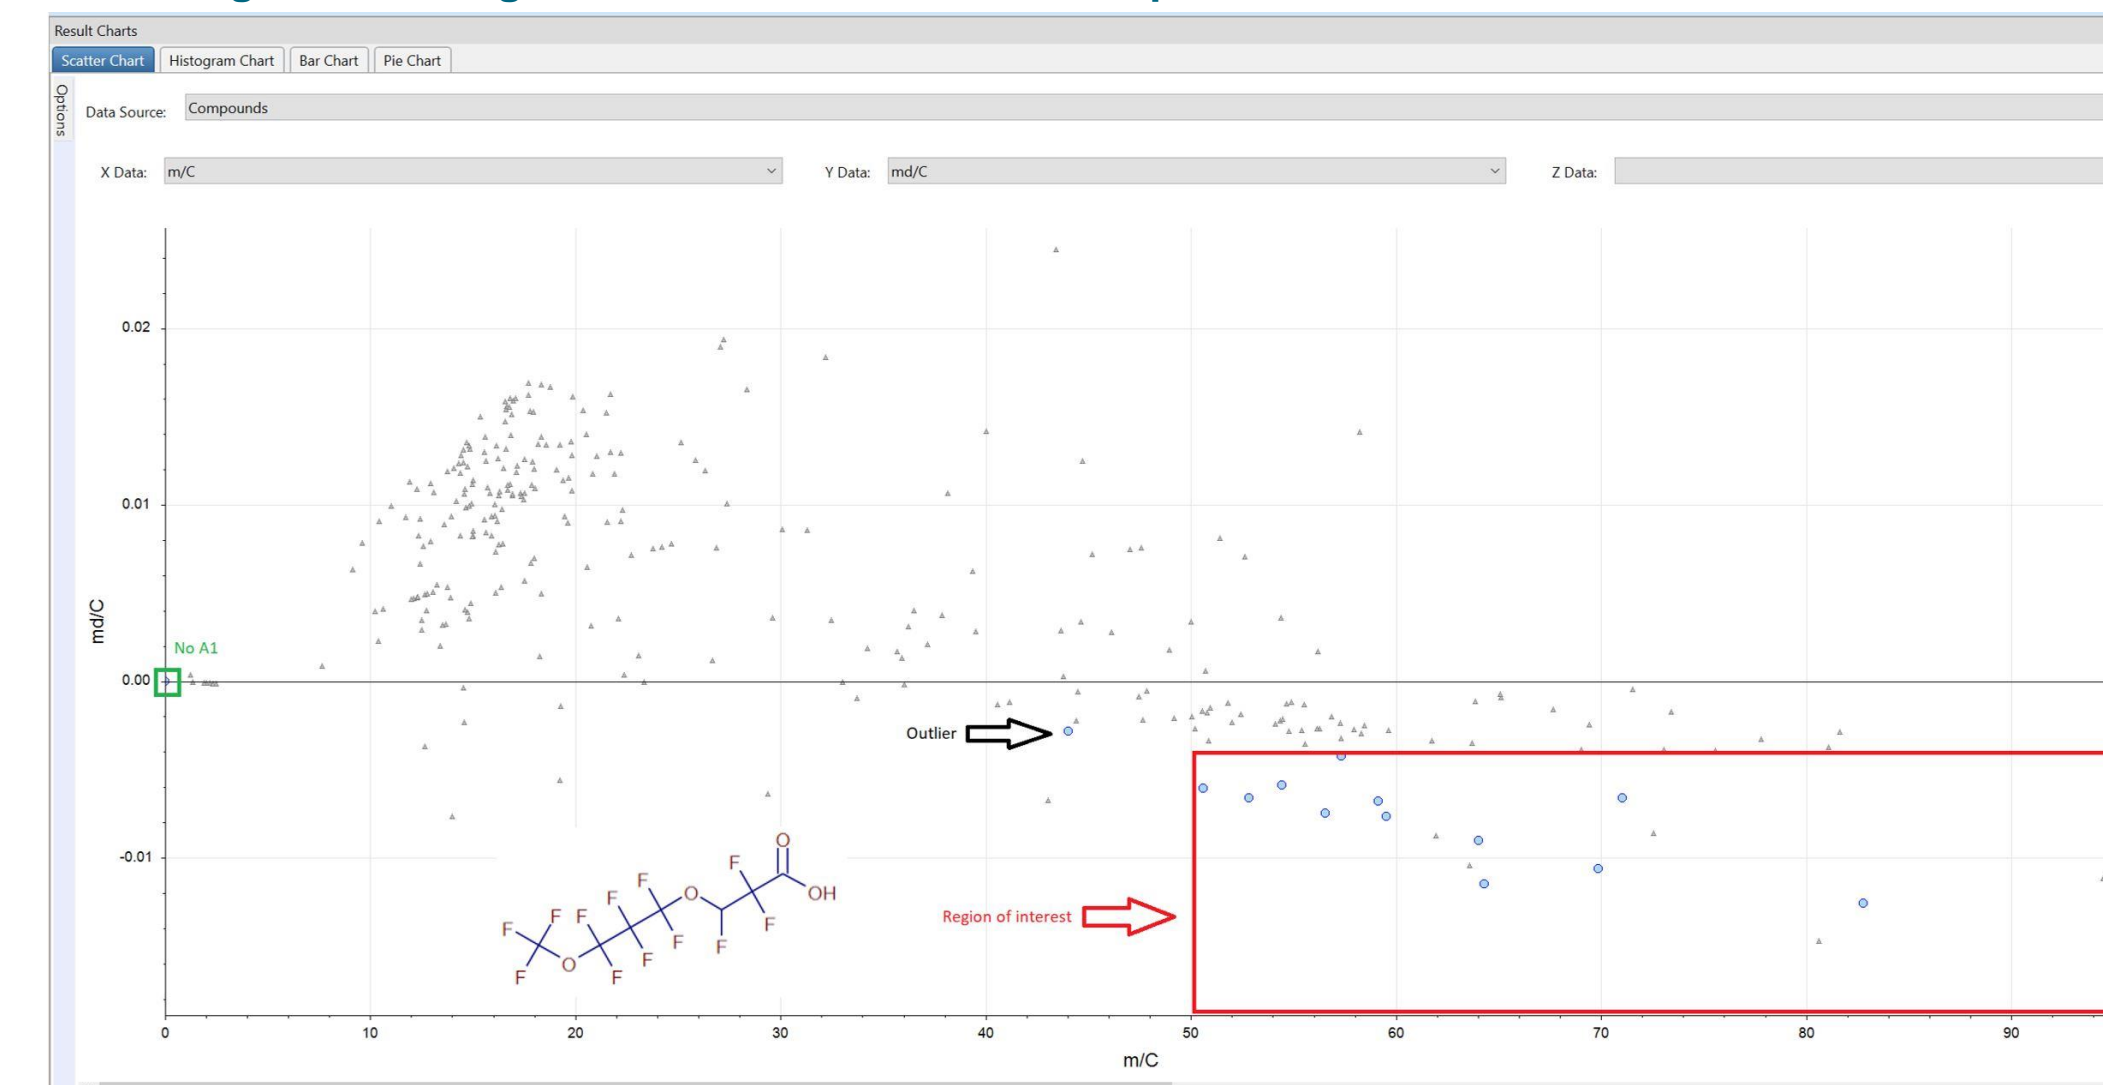 Result Charts
Scatter Chart Histogram Chart Bar Chart Pie Chart
Options
Data Source: Compounds
X Data: m/C Y Data: md/C Z Data:
0.02
0.01
md/C
No A1
0.00
Outlier
-0.01
Region of interest
O
F
F
OH
F
O
F
F
F
F
F
F
F
F
F
O
F
F
F
0 10 20 30 40 50 60 70 80 90
m/C